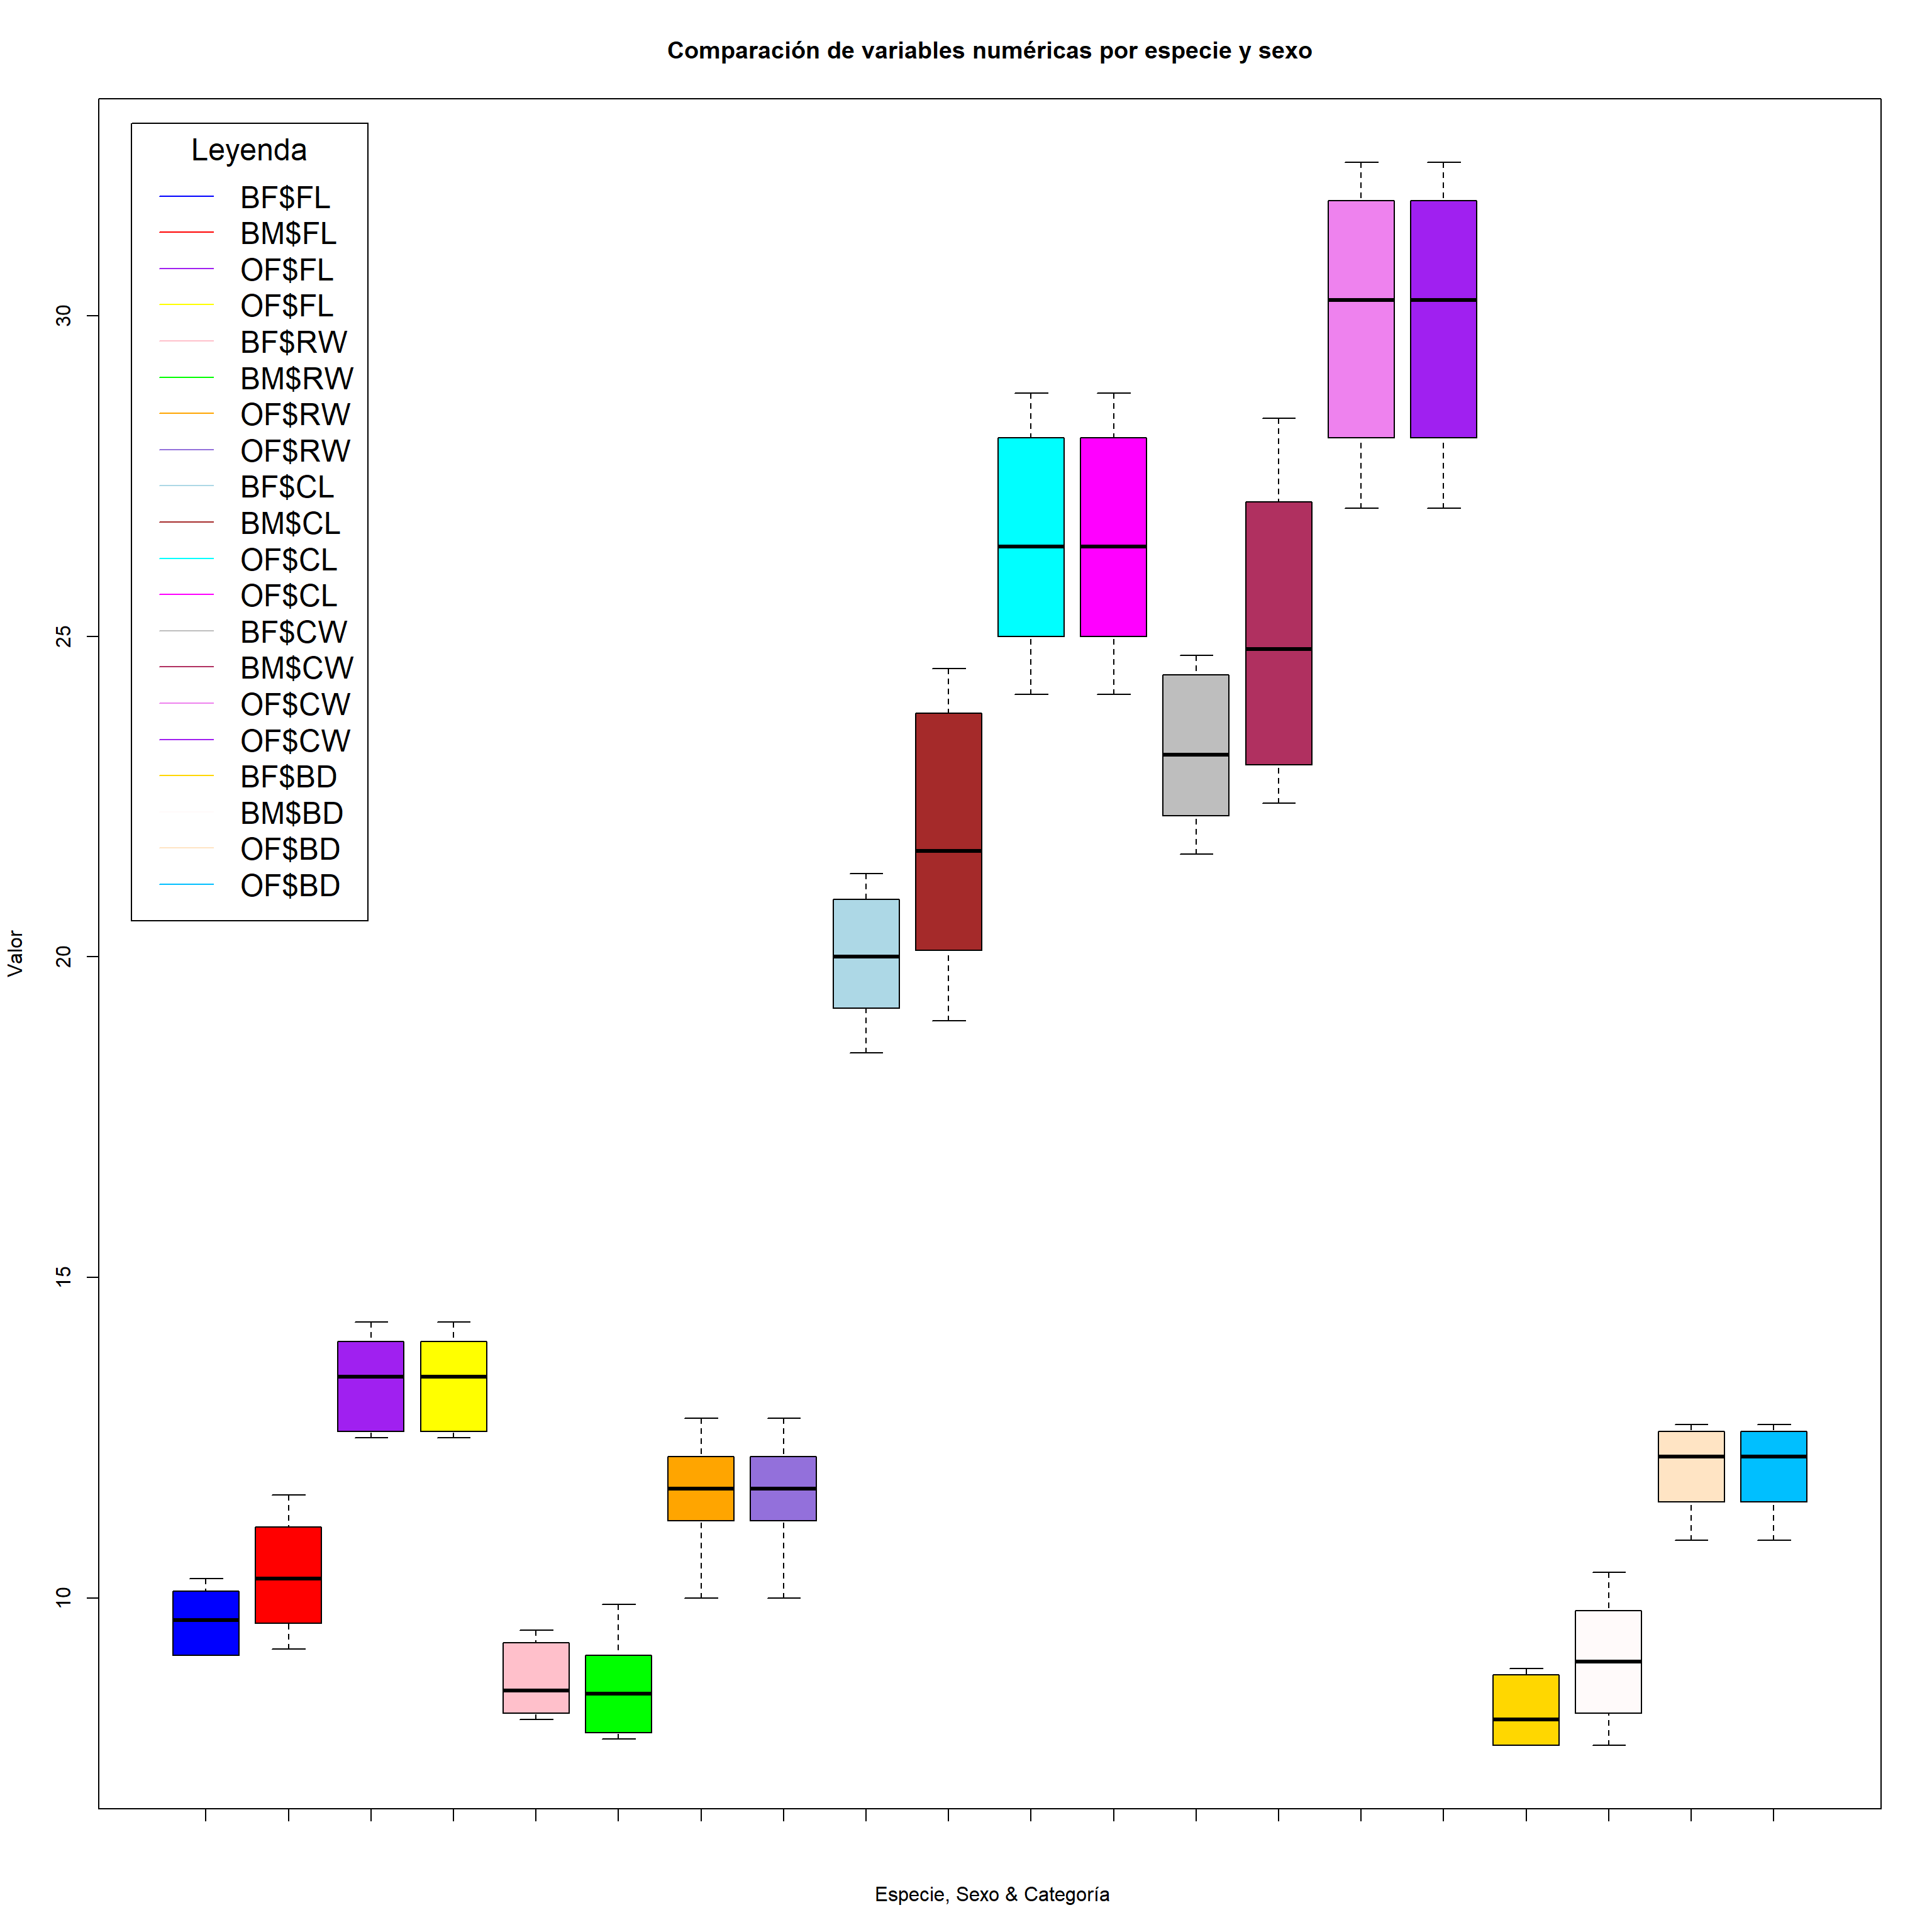 Comparación de variables numéricas por especie y sexo
Leyenda
BF$FL
BM$FL
OF$FL
OF$FL
BF$RW
BM$RW
OF$RW
OF$RW
BF$CL
BM$CL
OF$CL
OF$CL
BF$CW
BM$CW
OF$CW
OF$CW
BF$BD
BM$BD
OF$BD
OF$BD
Valor
30
25
20
15
10
Especie, Sexo & Categoría